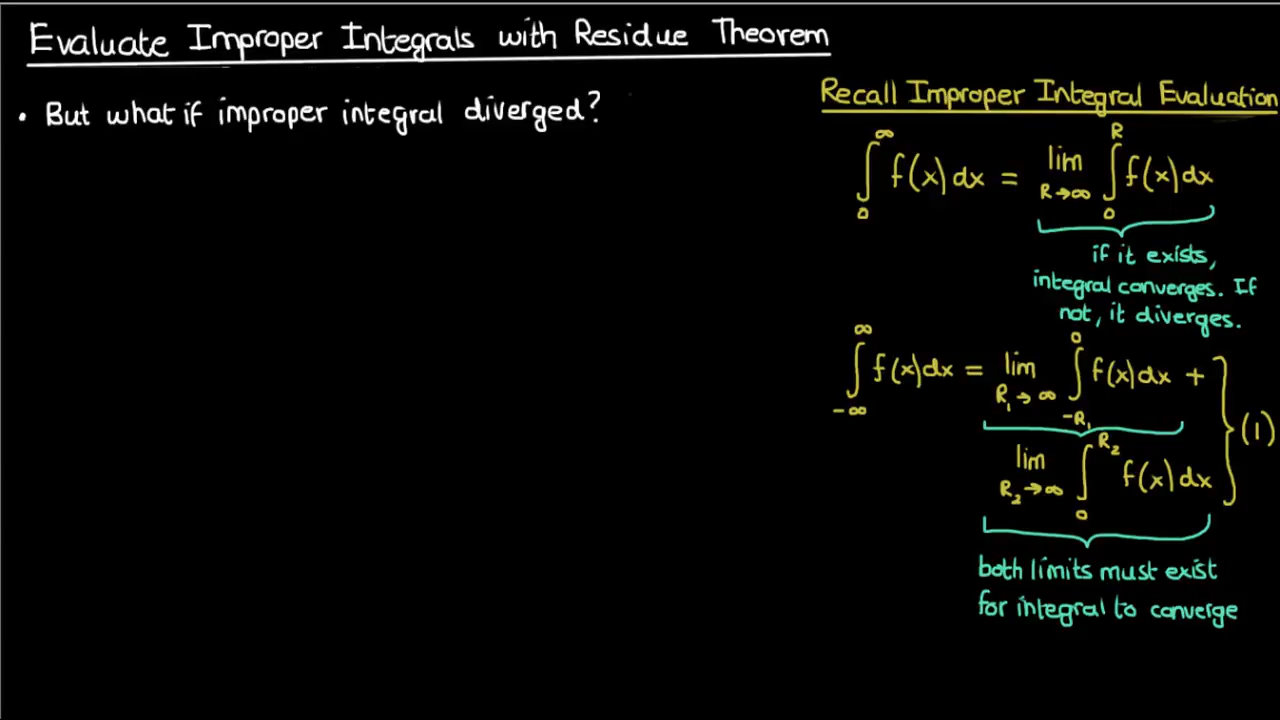 Evaluate Improper Integrals with Residue Theorem
• But what if improper integral diverged?
Recall Improper Integral Evaluation
∫₀^∞ f(x)dx = lim_{R→∞} ∫₀^R f(x)dx
if it exists,
integral converges. If
not, it diverges.
∫_{-∞}^∞ f(x)dx = lim_{R₁→∞} ∫_{-R₁}^0 f(x)dx +
lim_{R₂→∞} ∫₀^{R₂} f(x)dx } (1)
both limits must exist
for integral to converge